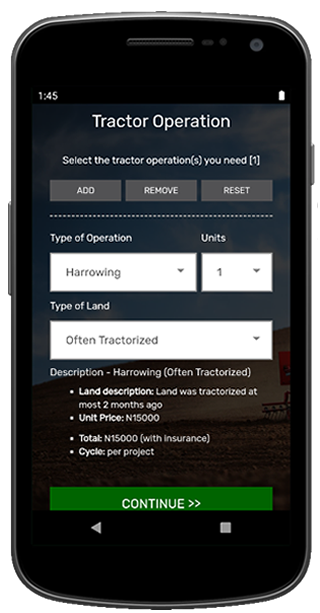 1:45
Tractor Operation
Select the tractor operation(s) you need [1]
ADD REMOVE RESET
Type of Operation Units
Harrowing 1
Type of Land
Often Tractorized
Description - Harrowing (Often Tractorized)
Land description: Land was tractorized at
most 2 months ago
Unit Price: N15000
Total: N15000 (with insurance)
Cycle: per project
CONTINUE >>